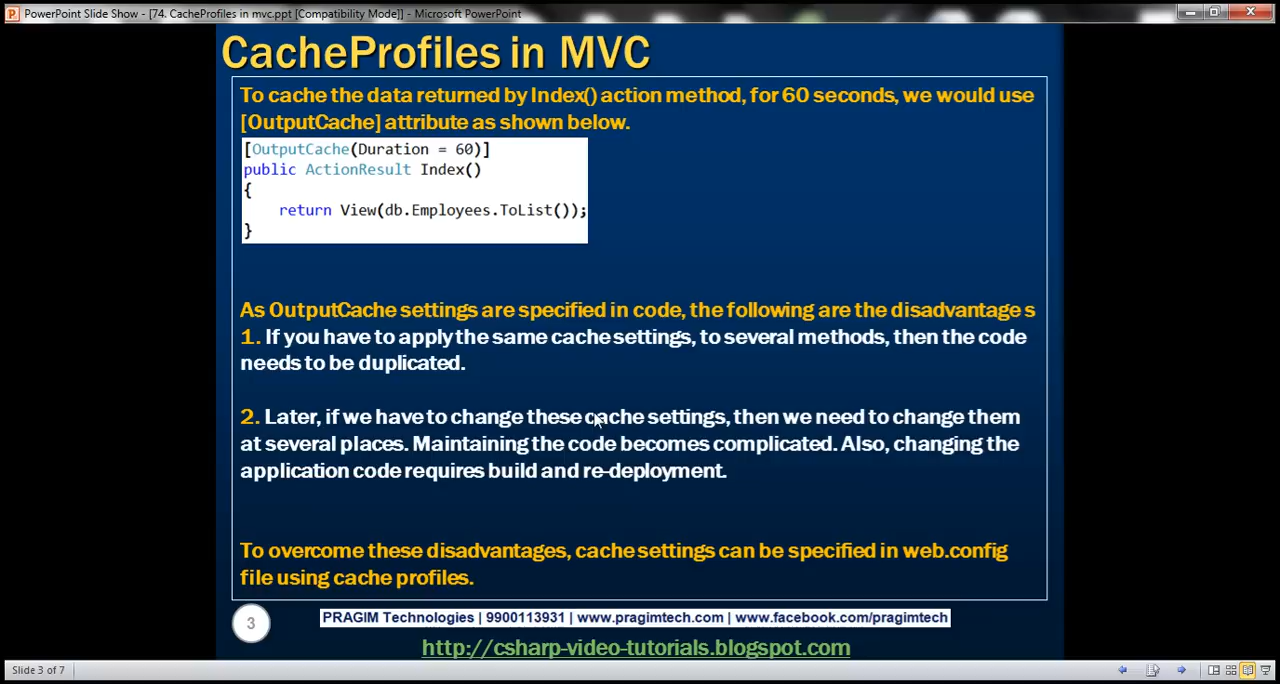 PowerPoint Slide Show - [74. CacheProfiles in mvc.ppt [Compatibility Mode]] - Microsoft PowerPoint
CacheProfiles in MVC
To cache the data returned by Index() action method, for 60 seconds, we would use
[OutputCache] attribute as shown below.
[OutputCache(Duration = 60)]
public ActionResult Index()
{
    return View(db.Employees.ToList());
}
As OutputCache settings are specified in code, the following are the disadvantage s
1. If you have to apply the same cache settings, to several methods, then the code
needs to be duplicated.
2. Later, if we have to change these cache settings, then we need to change them
at several places. Maintaining the code becomes complicated. Also, changing the
application code requires build and re-deployment.
To overcome these disadvantages, cache settings can be specified in web.config
file using cache profiles.
3
PRAGIM Technologies | 9900113931 | www.pragimtech.com | www.facebook.com/pragimtech
http://csharp-video-tutorials.blogspot.com
Slide 3 of 7